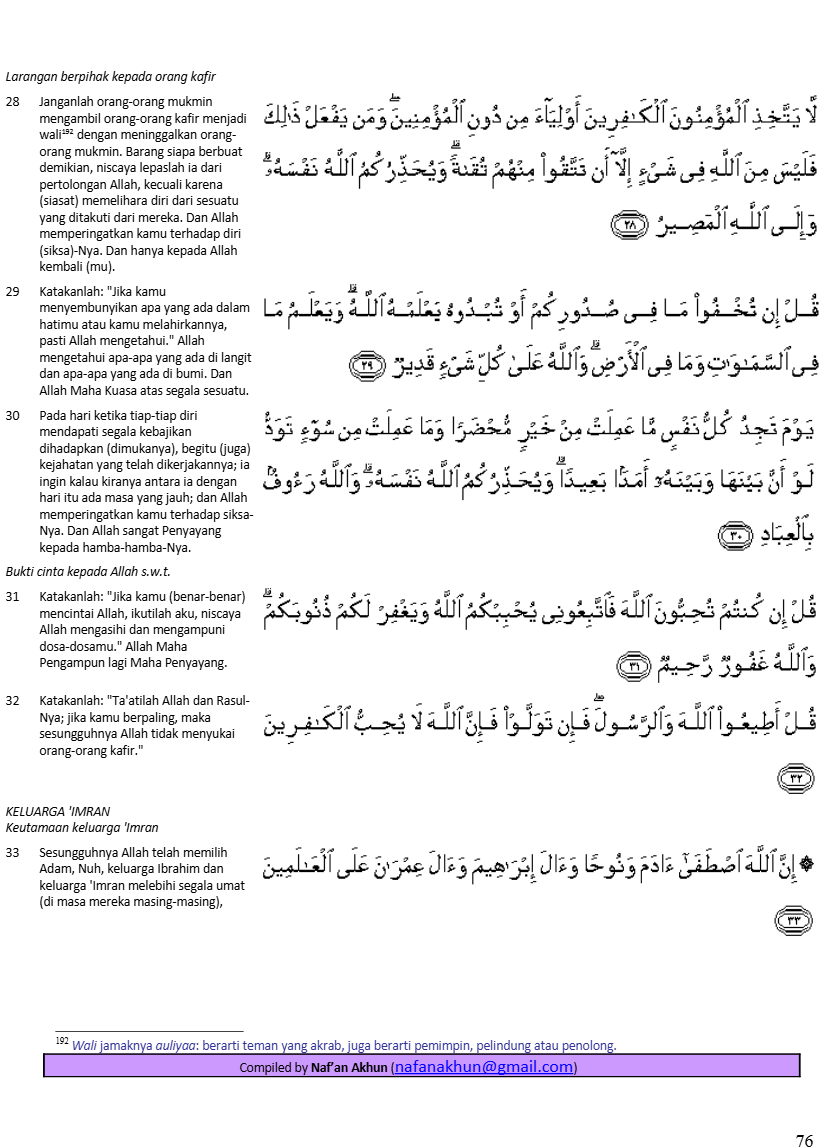 Larangan berpihak kepada orang kafir
28 Janganlah orang-orang mukmin
mengambil orang-orang kafir menjadi
wali192 dengan meninggalkan orang-
orang mukmin. Barang siapa berbuat
demikian, niscaya lepaslah ia dari
pertolongan Allah, kecuali karena
(siasat) memelihara diri dari sesuatu
yang ditakuti dari mereka. Dan Allah
memperingatkan kamu terhadap diri
(siksa)-Nya. Dan hanya kepada Allah
kembali (mu).
لَّا يَتَّخِذِ ٱلْمُؤْمِنُونَ ٱلْكَـٰفِرِينَ أَوْلِيَآءَ مِن دُونِ ٱلْمُؤْمِنِينَ ۖ وَمَن يَفْعَلْ ذَٰلِكَ
فَلَيْسَ مِنَ ٱللَّهِ فِى شَىْءٍ إِلَّآ أَن تَتَّقُوا۟ مِنْهُمْ تُقَىٰةً ۗ وَيُحَذِّرُكُمُ ٱللَّهُ نَفْسَهُۥ ۗ
وَإِلَى ٱللَّهِ ٱلْمَصِيرُ ٢٨
29 Katakanlah: "Jika kamu
menyembunyikan apa yang ada dalam
hatimu atau kamu melahirkannya,
pasti Allah mengetahui." Allah
mengetahui apa-apa yang ada di langit
dan apa-apa yang ada di bumi. Dan
Allah Maha Kuasa atas segala sesuatu.
قُلْ إِن تُخْفُوا۟ مَا فِى صُدُورِكُمْ أَوْ تُبْدُوهُ يَعْلَمْهُ ٱللَّهُ ۗ وَيَعْلَمُ مَا
فِى ٱلسَّمَـٰوَٰتِ وَمَا فِى ٱلْأَرْضِ ۗ وَٱللَّهُ عَلَىٰ كُلِّ شَىْءٍ قَدِيرٌ ٢٩
30 Pada hari ketika tiap-tiap diri
mendapati segala kebajikan
dihadapkan (dimukanya), begitu (juga)
kejahatan yang telah dikerjakannya; ia
ingin kalau kiranya antara ia dengan
hari itu ada masa yang jauh; dan Allah
memperingatkan kamu terhadap siksa-
Nya. Dan Allah sangat Penyayang
kepada hamba-hamba-Nya.
يَوْمَ تَجِدُ كُلُّ نَفْسٍ مَّا عَمِلَتْ مِنْ خَيْرٍ مُّحْضَرًا وَمَا عَمِلَتْ مِن سُوٓءٍ تَوَدُّ
لَوْ أَنَّ بَيْنَهَا وَبَيْنَهُۥٓ أَمَدًۢا بَعِيدًا ۗ وَيُحَذِّرُكُمُ ٱللَّهُ نَفْسَهُۥ ۗ وَٱللَّهُ رَءُوفٌۢ
بِٱلْعِبَادِ ٣٠
Bukti cinta kepada Allah s.w.t.
31 Katakanlah: "Jika kamu (benar-benar)
mencintai Allah, ikutilah aku, niscaya
Allah mengasihi dan mengampuni
dosa-dosamu." Allah Maha
Pengampun lagi Maha Penyayang.
قُلْ إِن كُنتُمْ تُحِبُّونَ ٱللَّهَ فَٱتَّبِعُونِى يُحْبِبْكُمُ ٱللَّهُ وَيَغْفِرْ لَكُمْ ذُنُوبَكُمْ ۗ
وَٱللَّهُ غَفُورٌ رَّحِيمٌ ٣١
32 Katakanlah: "Ta'atilah Allah dan Rasul-
Nya; jika kamu berpaling, maka
sesungguhnya Allah tidak menyukai
orang-orang kafir."
قُلْ أَطِيعُوا۟ ٱللَّهَ وَٱلرَّسُولَ ۖ فَإِن تَوَلَّوْا۟ فَإِنَّ ٱللَّهَ لَا يُحِبُّ ٱلْكَـٰفِرِينَ
٣٢
KELUARGA 'IMRAN
Keutamaan keluarga 'Imran
33 Sesungguhnya Allah telah memilih
Adam, Nuh, keluarga Ibrahim dan
keluarga 'Imran melebihi segala umat
(di masa mereka masing-masing),
۞ إِنَّ ٱللَّهَ ٱصْطَفَىٰٓ ءَادَمَ وَنُوحًا وَءَالَ إِبْرَٰهِيمَ وَءَالَ عِمْرَٰنَ عَلَى ٱلْعَـٰلَمِينَ
٣٣
192 Wali jamaknya auliyaa: berarti teman yang akrab, juga berarti pemimpin, pelindung atau penolong.
Compiled by Naf’an Akhun (nafanakhun@gmail.com)
76